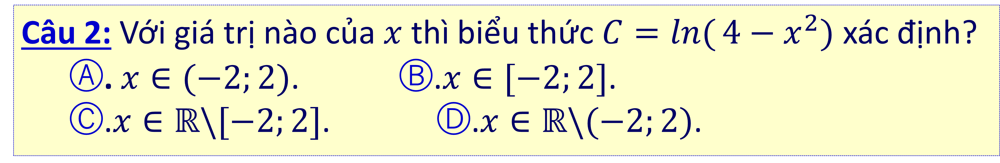 Câu 2: Với giá trị nào của x thì biểu thức C = ln( 4 − x²) xác định?
Ⓐ. x ∈ (−2; 2). Ⓑ.x ∈ [−2; 2].
Ⓒ.x ∈ ℝ\[−2; 2]. Ⓓ.x ∈ ℝ\(−2; 2).